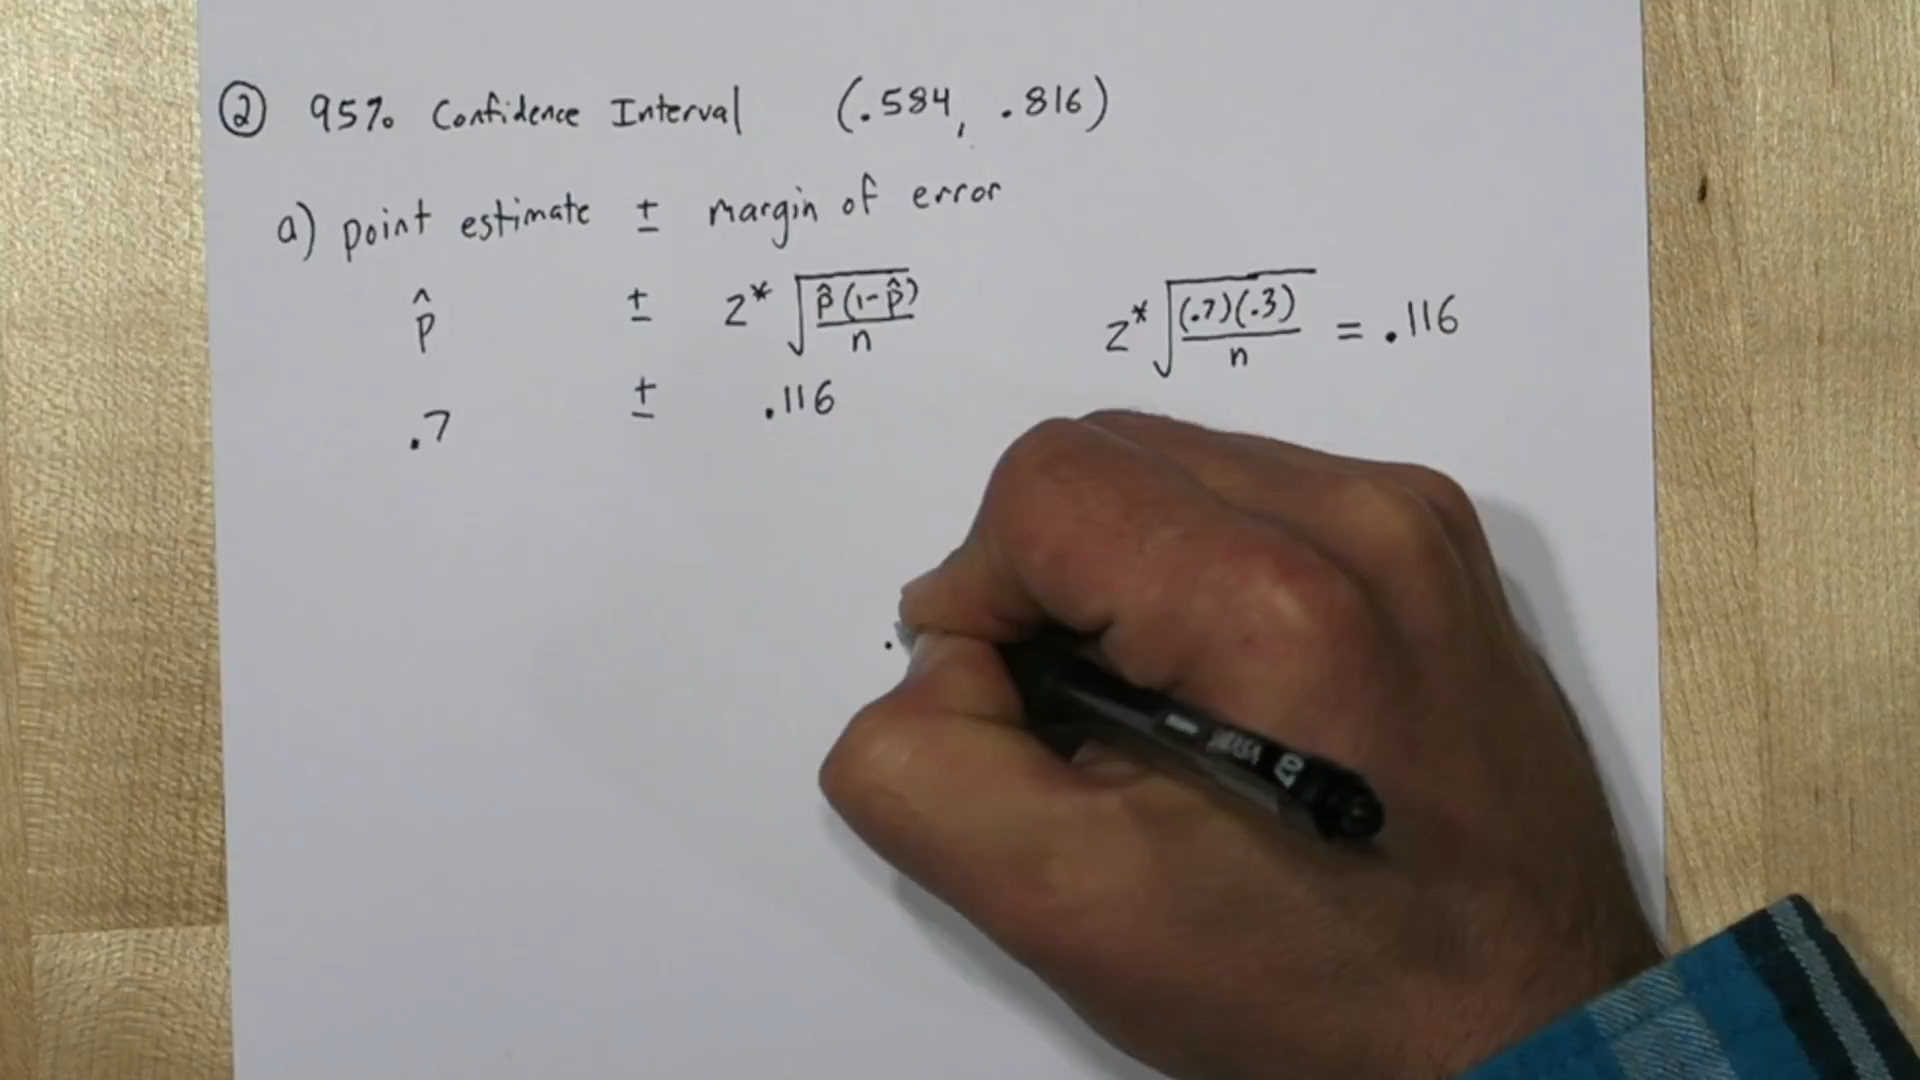 ② 95% Confidence Interval (.584, .816)
a) point estimate ± margin of error
p̂ ± z* √(p̂(1-p̂)/n) z* √((.7)(.3)/n) = .116
.7 ± .116
.